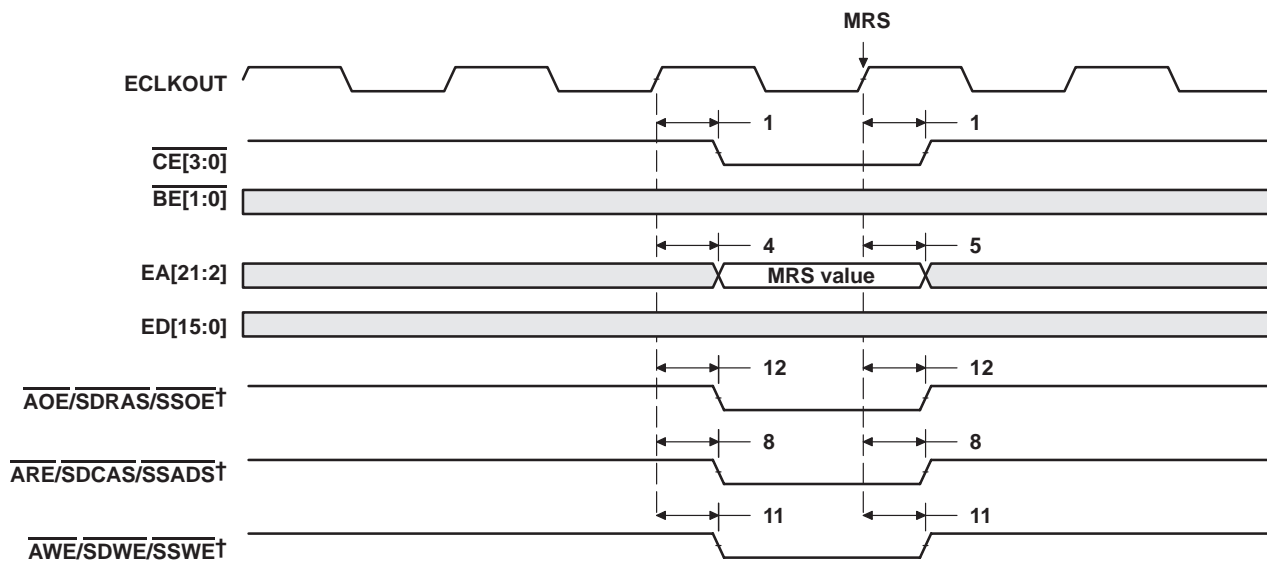 MRS
ECLKOUT
1 1
CE[3:0]
BE[1:0]
4 5
EA[21:2] MRS value
ED[15:0]
12 12
AOE/SDRAS/SSOE†
8 8
ARE/SDCAS/SSADS†
11 11
AWE/SDWE/SSWE†